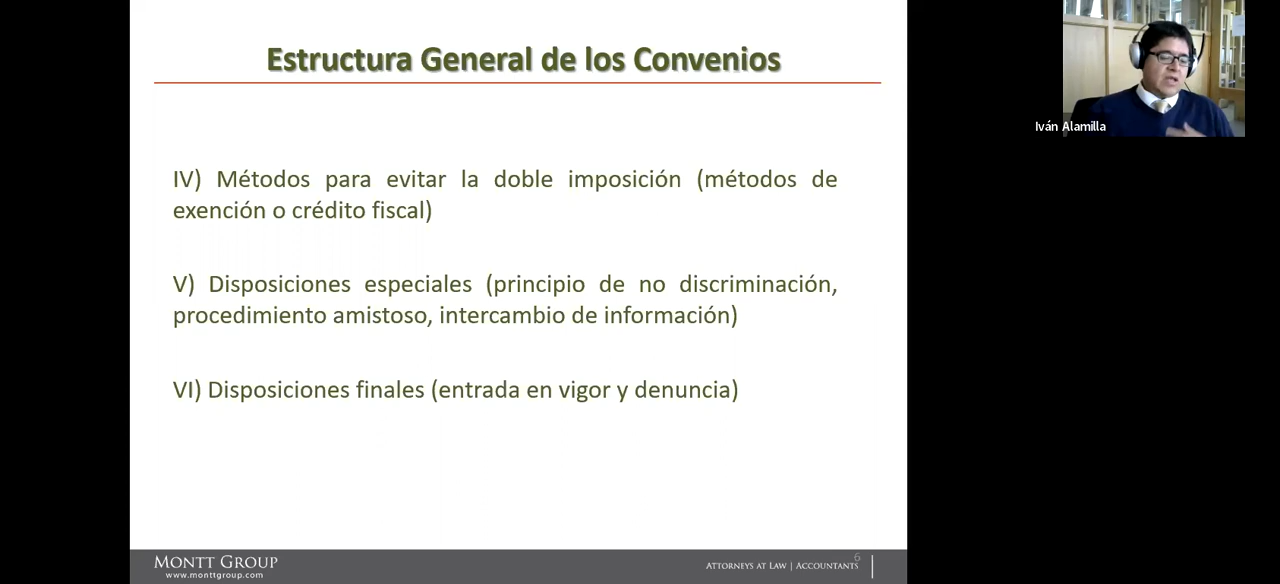 Estructura General de los Convenios
Iván Alamilla
IV) Métodos para evitar la doble imposición (métodos de
exención o crédito fiscal)
V) Disposiciones especiales (principio de no discriminación,
procedimiento amistoso, intercambio de información)
VI) Disposiciones finales (entrada en vigor y denuncia)
MONTT GROUP
www.monttgroup.com
ATTORNEYS AT LAW | ACCOUNTANTS
6